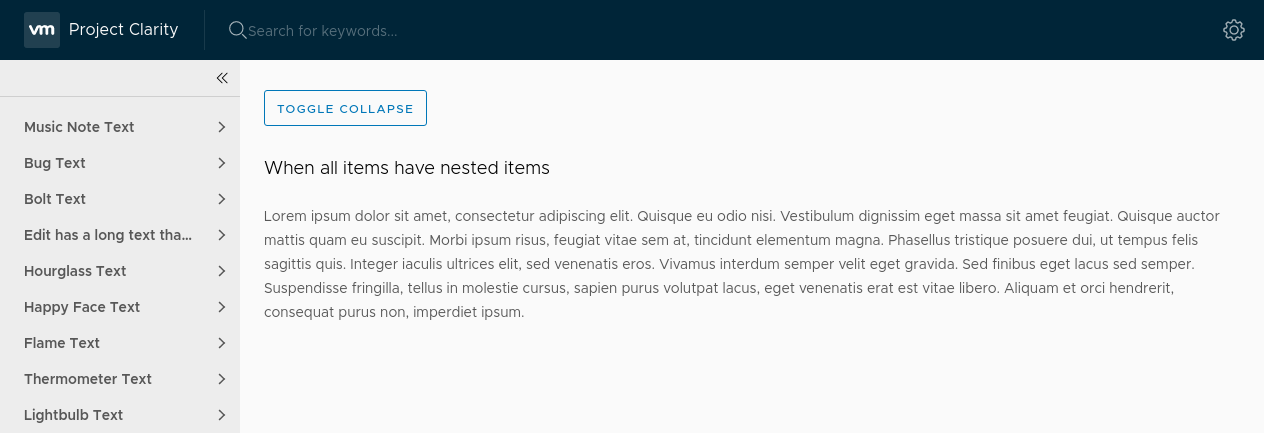 vm Project Clarity Search for keywords...
TOGGLE COLLAPSE
Music Note Text
Bug Text
Bolt Text
Edit has a long text tha...
Hourglass Text
Happy Face Text
Flame Text
Thermometer Text
Lightbulb Text
When all items have nested items
Lorem ipsum dolor sit amet, consectetur adipiscing elit. Quisque eu odio nisi. Vestibulum dignissim eget massa sit amet feugiat. Quisque auctor
mattis quam eu suscipit. Morbi ipsum risus, feugiat vitae sem at, tincidunt elementum magna. Phasellus tristique posuere dui, ut tempus felis
sagittis quis. Integer iaculis ultrices elit, sed venenatis eros. Vivamus interdum semper velit eget gravida. Sed finibus eget lacus sed semper.
Suspendisse fringilla, tellus in molestie cursus, sapien purus volutpat lacus, eget venenatis erat est vitae libero. Aliquam et orci hendrerit,
consequat purus non, imperdiet ipsum.